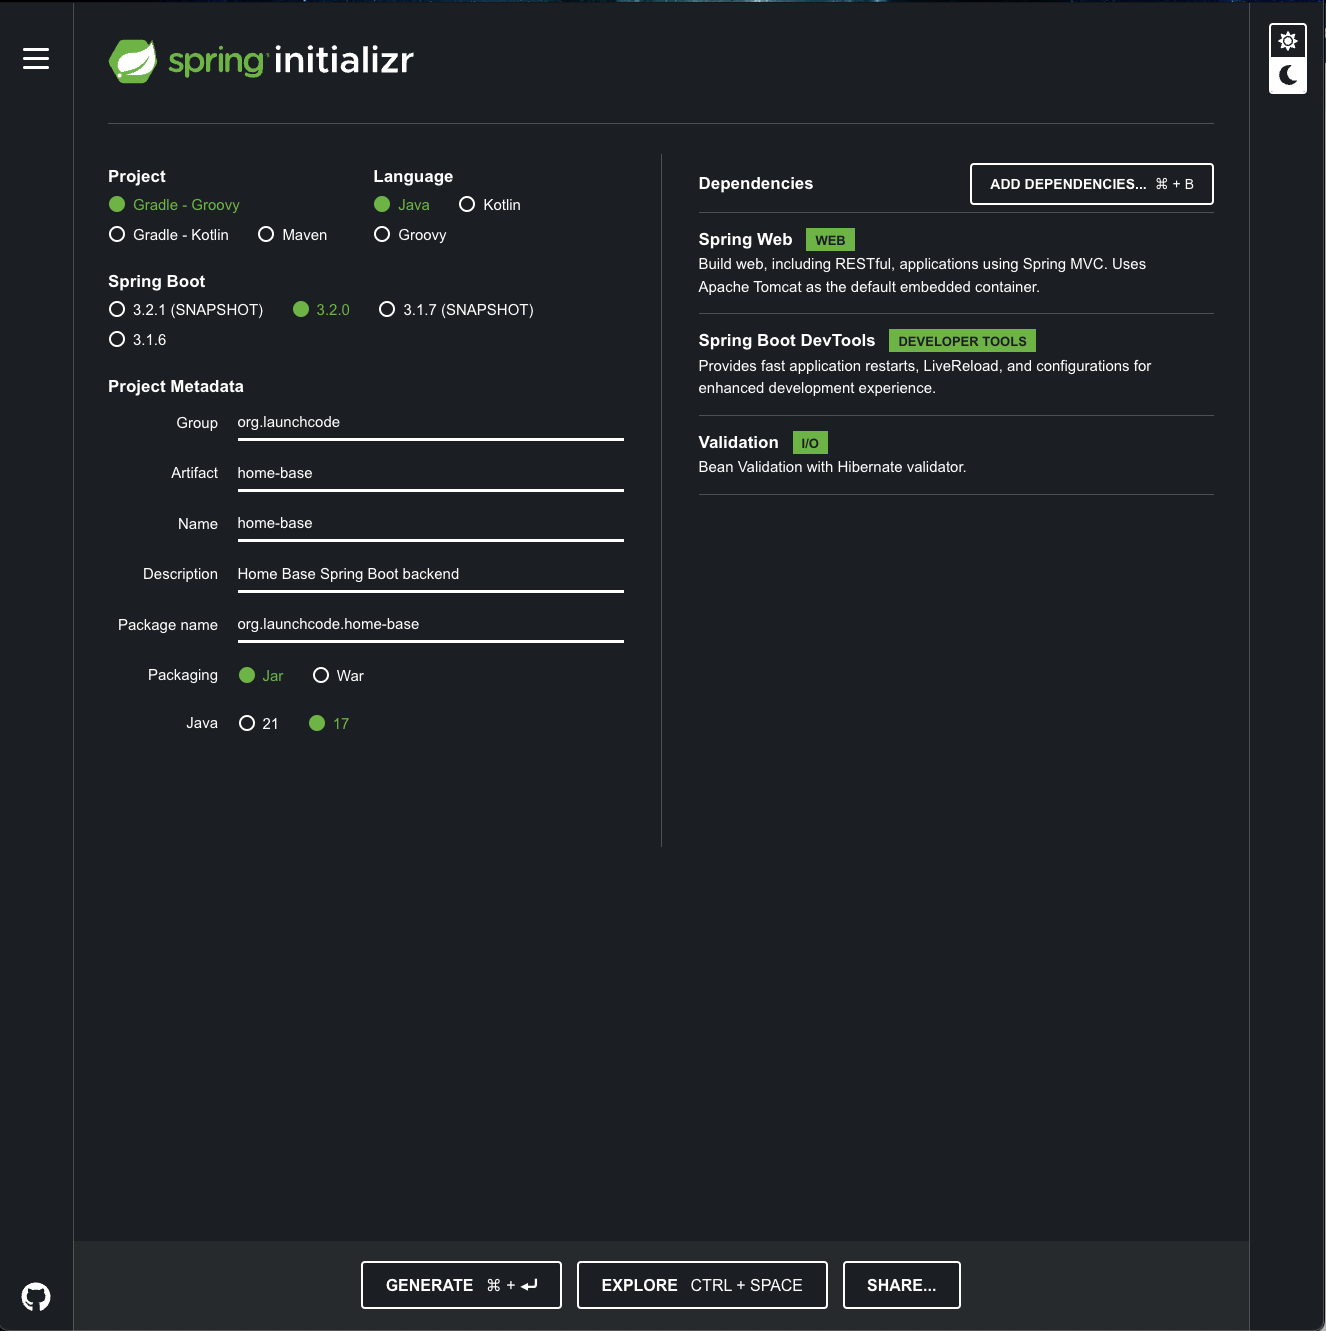 spring initializr
Project
Gradle - Groovy
Gradle - Kotlin Maven
Language
Java Kotlin
Groovy
Spring Boot
3.2.1 (SNAPSHOT) 3.2.0 3.1.7 (SNAPSHOT)
3.1.6
Project Metadata
Group org.launchcode
Artifact home-base
Name home-base
Description Home Base Spring Boot backend
Package name org.launchcode.home-base
Packaging Jar War
Java 21 17
Dependencies ADD DEPENDENCIES... ⌘ + B
Spring Web WEB
Build web, including RESTful, applications using Spring MVC. Uses
Apache Tomcat as the default embedded container.
Spring Boot DevTools DEVELOPER TOOLS
Provides fast application restarts, LiveReload, and configurations for
enhanced development experience.
Validation I/O
Bean Validation with Hibernate validator.
GENERATE ⌘ + ↵ EXPLORE CTRL + SPACE SHARE...